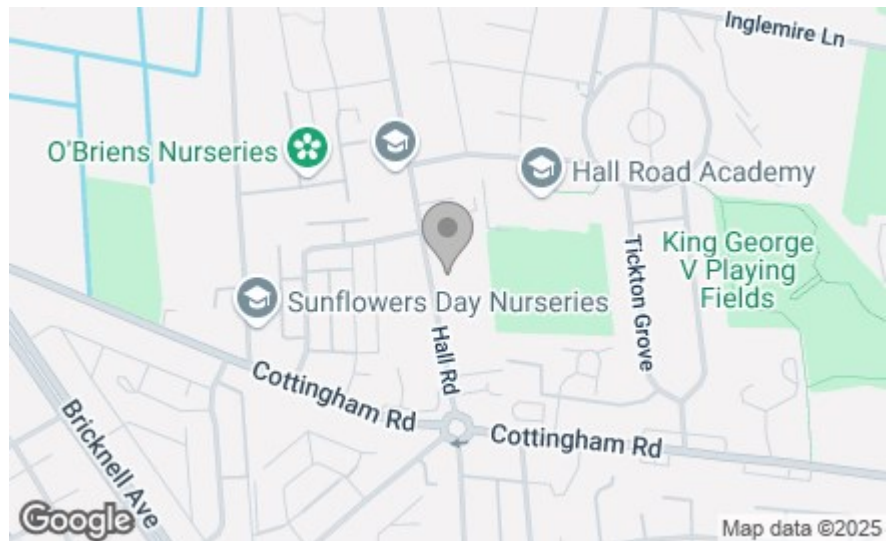 Inglemire Ln
O'Briens Nurseries
Hall Road Academy
King George
V Playing
Fields
Tickton Grove
Sunflowers Day Nurseries
Hall Rd
Cottingham Rd
Cottingham Rd
Bricknell Ave
Google
Map data ©2025